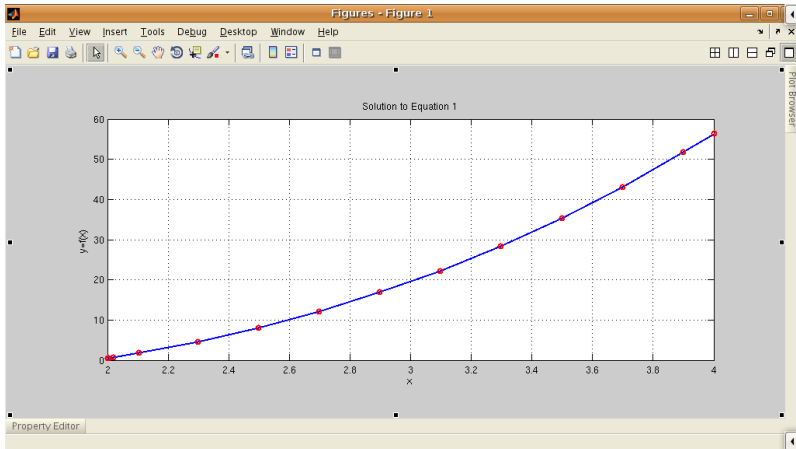 Figures - Figure 1
File Edit View Insert Tools Debug Desktop Window Help
Plot Browser
Solution to Equation 1
60
50
40
30
20
10
0
y=f(x)
2 2.2 2.4 2.6 2.8 3 3.2 3.4 3.6 3.8 4
x
Property Editor